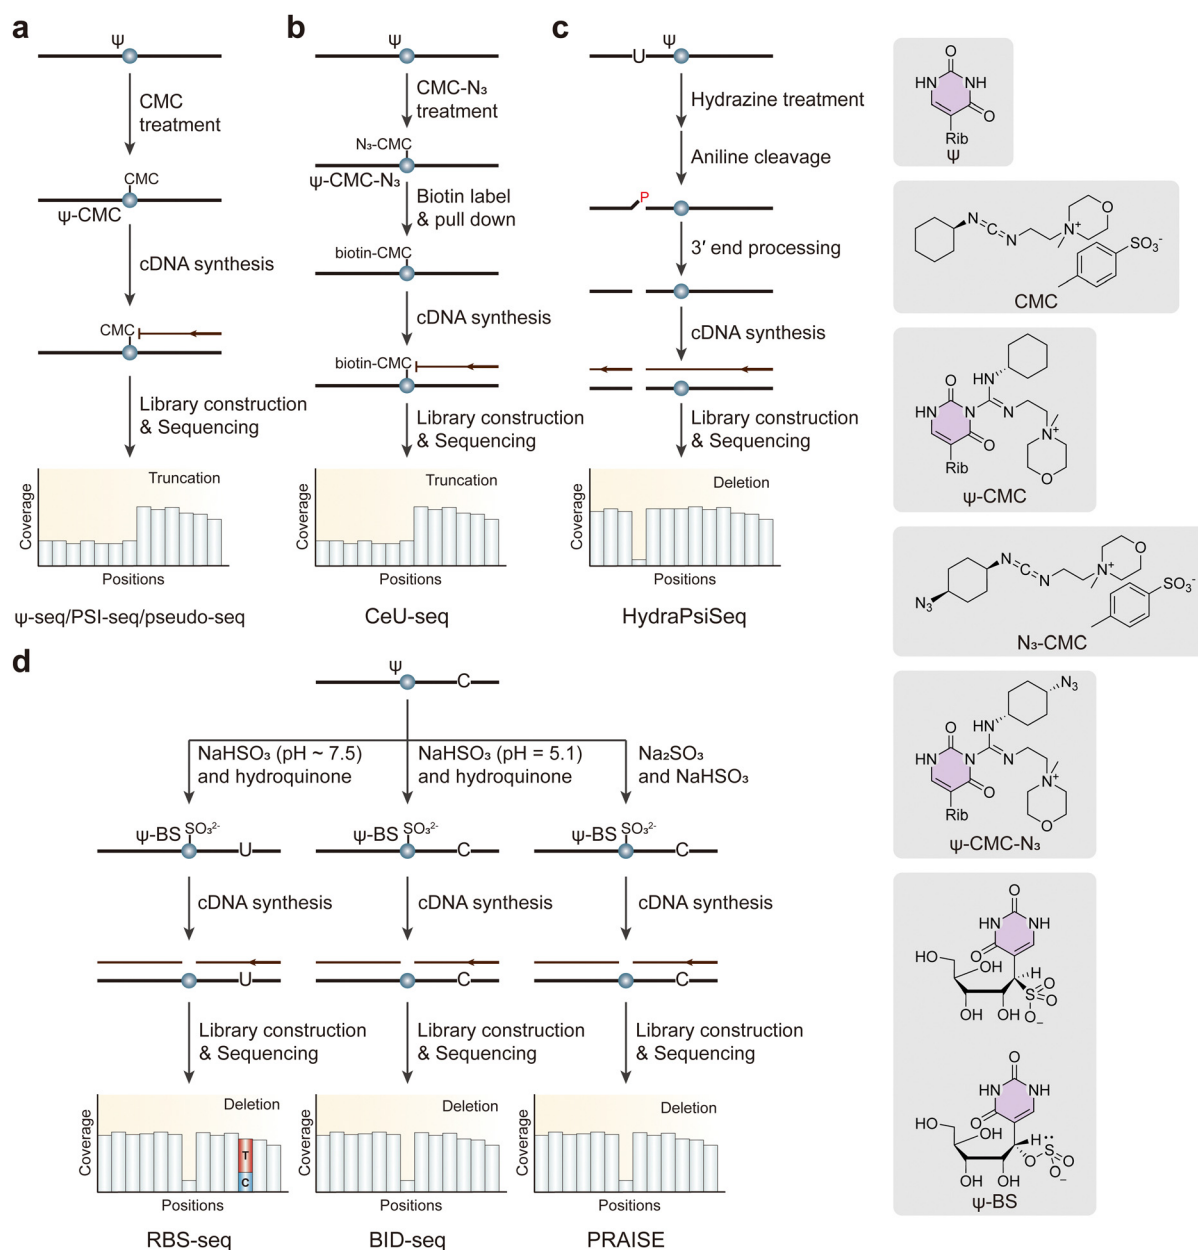 a
ψ
CMC
treatment
CMC
ψ-CMC
cDNA synthesis
CMC
Library construction
& Sequencing
Truncation
Coverage
Positions
ψ-seq/PSI-seq/pseudo-seq
b
ψ
CMC-N₃
treatment
N₃-CMC
ψ-CMC-N₃
Biotin label
& pull down
biotin-CMC
cDNA synthesis
biotin-CMC
Library construction
& Sequencing
Truncation
Coverage
Positions
CeU-seq
c
U
ψ
Hydrazine treatment
Aniline cleavage
P
3′ end processing
cDNA synthesis
Library construction
& Sequencing
Deletion
Coverage
Positions
HydraPsiSeq
d
ψ
C
NaHSO₃ (pH ~ 7.5)
and hydroquinone
NaHSO₃ (pH = 5.1)
and hydroquinone
Na₂SO₃
and NaHSO₃
ψ-BS
SO₃²⁻
U
ψ-BS
SO₃²⁻
C
ψ-BS
SO₃²⁻
C
cDNA synthesis
cDNA synthesis
cDNA synthesis
U
C
C
Library construction
& Sequencing
Library construction
& Sequencing
Library construction
& Sequencing
Deletion
T
C
Coverage
Positions
RBS-seq
Deletion
Coverage
Positions
BID-seq
Deletion
Coverage
Positions
PRAISE
O
HN
NH
O
Rib
ψ
N
C
N
N⁺
O
SO₃⁻
CMC
O
HN
HN
N
N
O
N⁺
Rib
O
ψ-CMC
N₃
N
C
N
N⁺
O
SO₃⁻
N₃-CMC
N₃
O
HN
HN
N
N
O
N⁺
Rib
O
ψ-CMC-N₃
O
HN
NH
O
HO
OH
H
S
O
O
O⁻
OH
OH
O
HN
NH
O
HO
OH
H
O
S
O
O⁻
OH
OH
ψ-BS